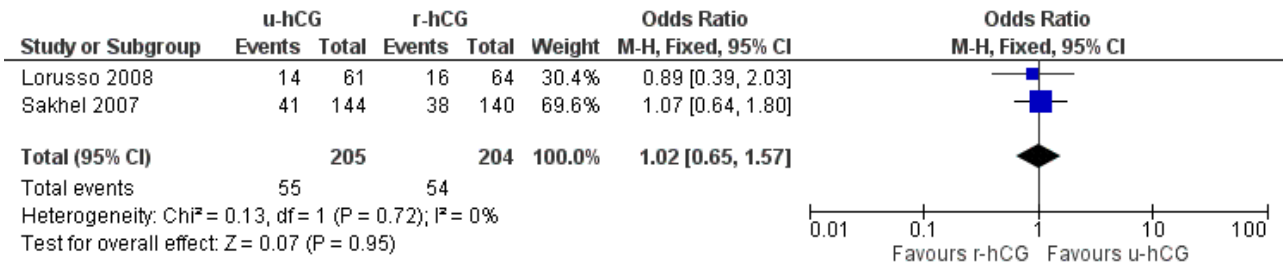 u-hCG r-hCG Odds Ratio Odds Ratio
Study or Subgroup Events Total Events Total Weight M-H, Fixed, 95% CI M-H, Fixed, 95% CI
Lorusso 2008 14 61 16 64 30.4% 0.89 [0.39, 2.03]
Sakhel 2007 41 144 38 140 69.6% 1.07 [0.64, 1.80]
Total (95% CI) 205 204 100.0% 1.02 [0.65, 1.57]
Total events 55 54
Heterogeneity: Chi² = 0.13, df = 1 (P = 0.72); I² = 0%
Test for overall effect: Z = 0.07 (P = 0.95)
0.01 0.1 1 10 100
Favours r-hCG Favours u-hCG